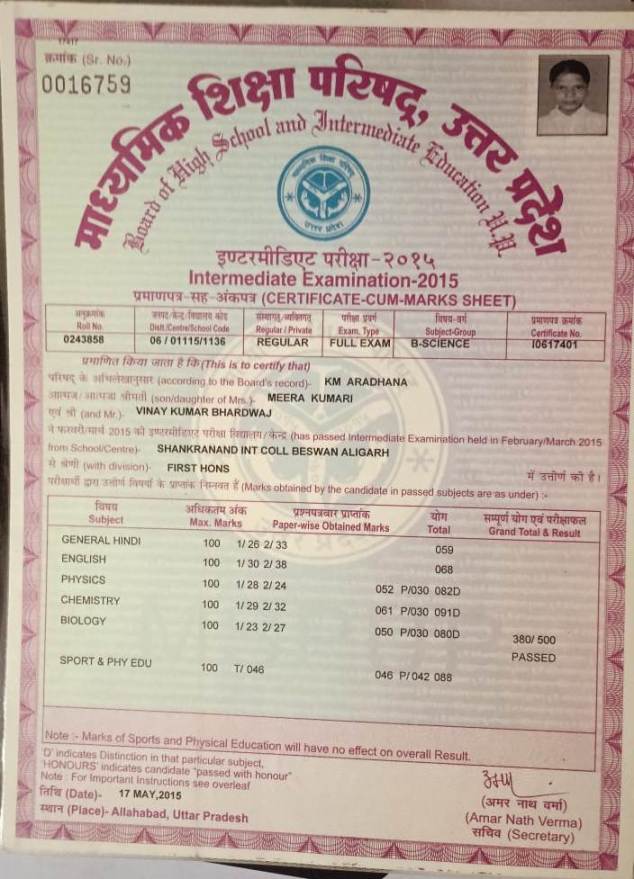 17417
क्रमांक (Sr. No.)
0016759
माध्यमिक शिक्षा परिषद्, उत्तर प्रदेश
Board of High School and Intermediate Education U.P.
माध्यमिक शिक्षा परिषद
उत्तर प्रदेश
इण्टरमीडिएट परीक्षा-२०१५
Intermediate Examination-2015
प्रमाणपत्र-सह-अंकपत्र (CERTIFICATE-CUM-MARKS SHEET)
अनुक्रमांक जनपद/केन्द्र/विद्यालय कोड संस्थागत/व्यक्तिगत परीक्षा प्रवर्ग विषय-वर्ग प्रमाणपत्र क्रमांक
Roll No Distt./Centre/School Code Regular / Private Exam. Type Subject-Group Certificate No.
0243858 06 / 01115/1136 REGULAR FULL EXAM B-SCIENCE I0617401
प्रमाणित किया जाता है कि (This is to certify that)
परिषद के अभिलेखानुसार (according to the Board's record)- KM ARADHANA
आत्मज/आत्मजा श्रीमती (son/daughter of Mrs.)- MEERA KUMARI
एवं श्री (and Mr.)- VINAY KUMAR BHARDWAJ
ने फरवरी/मार्च 2015 की इण्टरमीडिएट परीक्षा विद्यालय/केन्द्र (has passed Intermediate Examination held in February/March 2015
from School/Centre)- SHANKRANAND INT COLL BESWAN ALIGARH
से श्रेणी (with division)- FIRST HONS में उत्तीर्ण की है।
परीक्षार्थी द्वारा उत्तीर्ण विषयों के प्राप्तांक निम्नवत हैं (Marks obtained by the candidate in passed subjects are as under) :-
विषय अधिकतम अंक प्रश्नपत्रवार प्राप्तांक योग सम्पूर्ण योग एवं परीक्षाफल
Subject Max. Marks Paper-wise Obtained Marks Total Grand Total & Result
GENERAL HINDI 100 1/ 26 2/ 33 059
ENGLISH 100 1/ 30 2/ 38 068
PHYSICS 100 1/ 28 2/ 24 052 P/030 082D
CHEMISTRY 100 1/ 29 2/ 32 061 P/030 091D
BIOLOGY 100 1/ 23 2/ 27 050 P/030 080D
380/ 500
PASSED
SPORT & PHY EDU 100 T/ 046 046 P/ 042 088
Note :- Marks of Sports and Physical Education will have no effect on overall Result.
'D' indicates Distinction in that particular subject,
'HONOURS' indicates candidate "passed with honour"
Note : For Important Instructions see overleaf
तिथि (Date)- 17 MAY,2015
स्थान (Place)- Allahabad, Uttar Pradesh
(अमर नाथ वर्मा)
(Amar Nath Verma)
सचिव (Secretary)